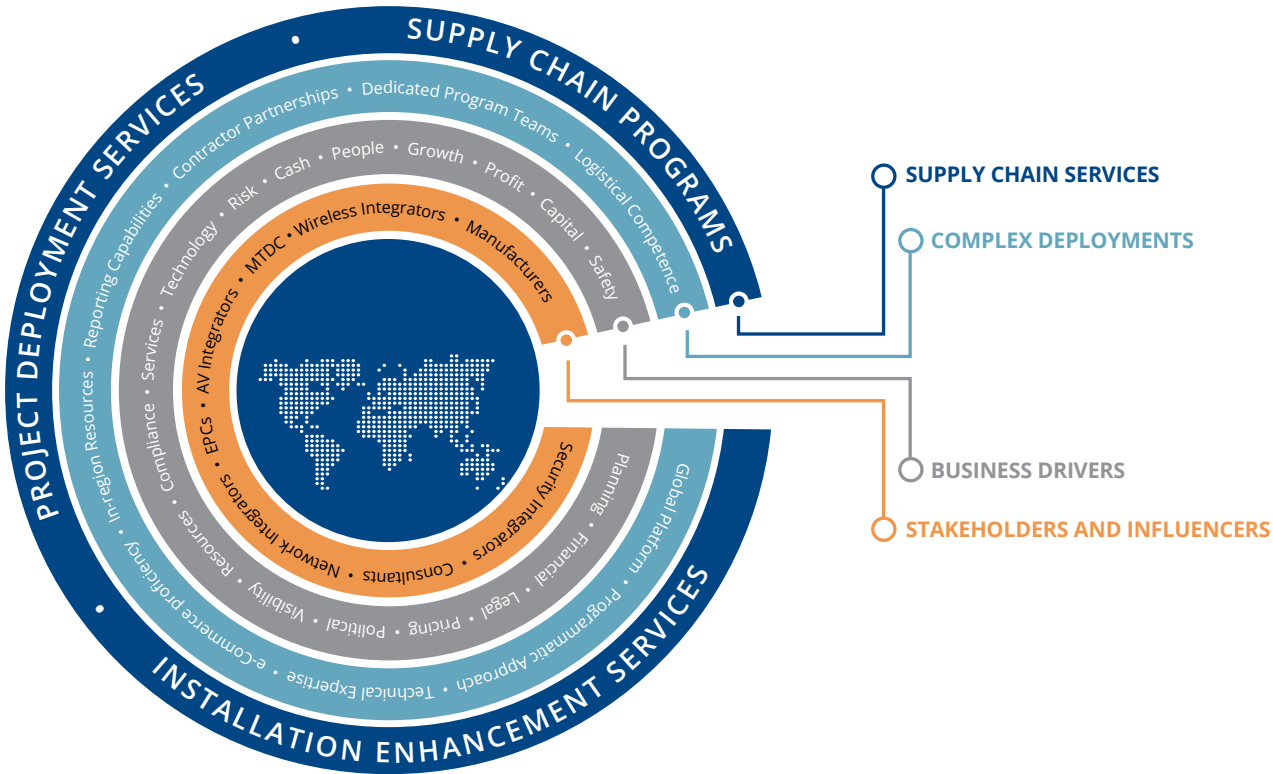 PROJECT DEPLOYMENT SERVICES • SUPPLY CHAIN PROGRAMS
INSTALLATION ENHANCEMENT SERVICES •
Global Platform • Programmatic Approach • Technical Expertise • e-Commerce proficiency • In-region Resources • Reporting Capabilities • Contractor Partnerships • Dedicated Program Teams • Logistical Competence
Planning • Financial • Legal • Pricing • Political • Visibility • Resources • Compliance • Services • Technology • Risk • Cash • People • Growth • Profit • Capital • Safety
Security Integrators • Consultants • Network Integrators • EPCs • AV Integrators • MTDC • Wireless Integrators • Manufacturers
SUPPLY CHAIN SERVICES
COMPLEX DEPLOYMENTS
BUSINESS DRIVERS
STAKEHOLDERS AND INFLUENCERS